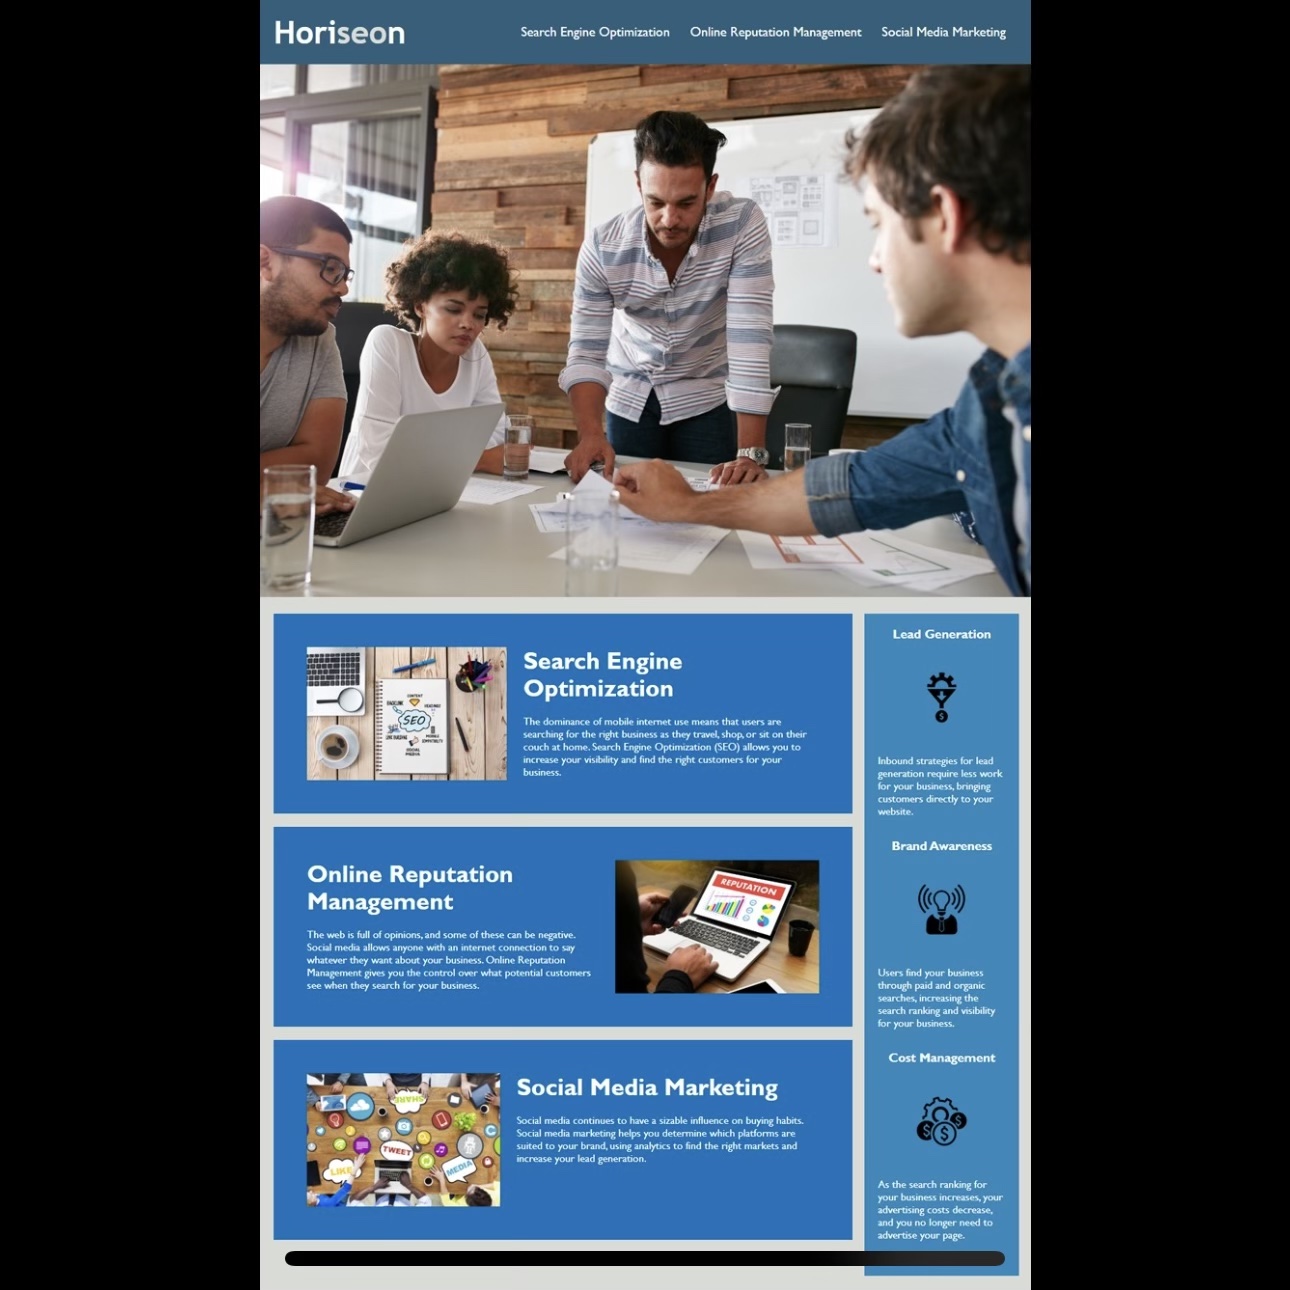 Horiseon
Search Engine Optimization
Online Reputation Management
Social Media Marketing
SEO
Search Engine
Optimization
The dominance of mobile internet use means that users are
searching for the right business as they travel, shop, or sit on their
couch at home. Search Engine Optimization (SEO) allows you to
increase your visibility and find the right customers for your
business.
Online Reputation
Management
The web is full of opinions, and some of these can be negative.
Social media allows anyone with an internet connection to say
whatever they want about your business. Online Reputation
Management gives you the control over what potential customers
see when they search for your business.
REPUTATION
SHARE
TWEET
LIKE
MEDIA
Social Media Marketing
Social media continues to have a sizable influence on buying habits.
Social media marketing helps you determine which platforms are
suited to your brand, using analytics to find the right markets and
increase your lead generation.
Lead Generation
Inbound strategies for lead
generation require less work
for your business, bringing
customers directly to your
website.
Brand Awareness
Users find your business
through paid and organic
searches, increasing the
search ranking and visibility
for your business.
Cost Management
As the search ranking for
your business increases, your
advertising costs decrease,
and you no longer need to
advertise your page.